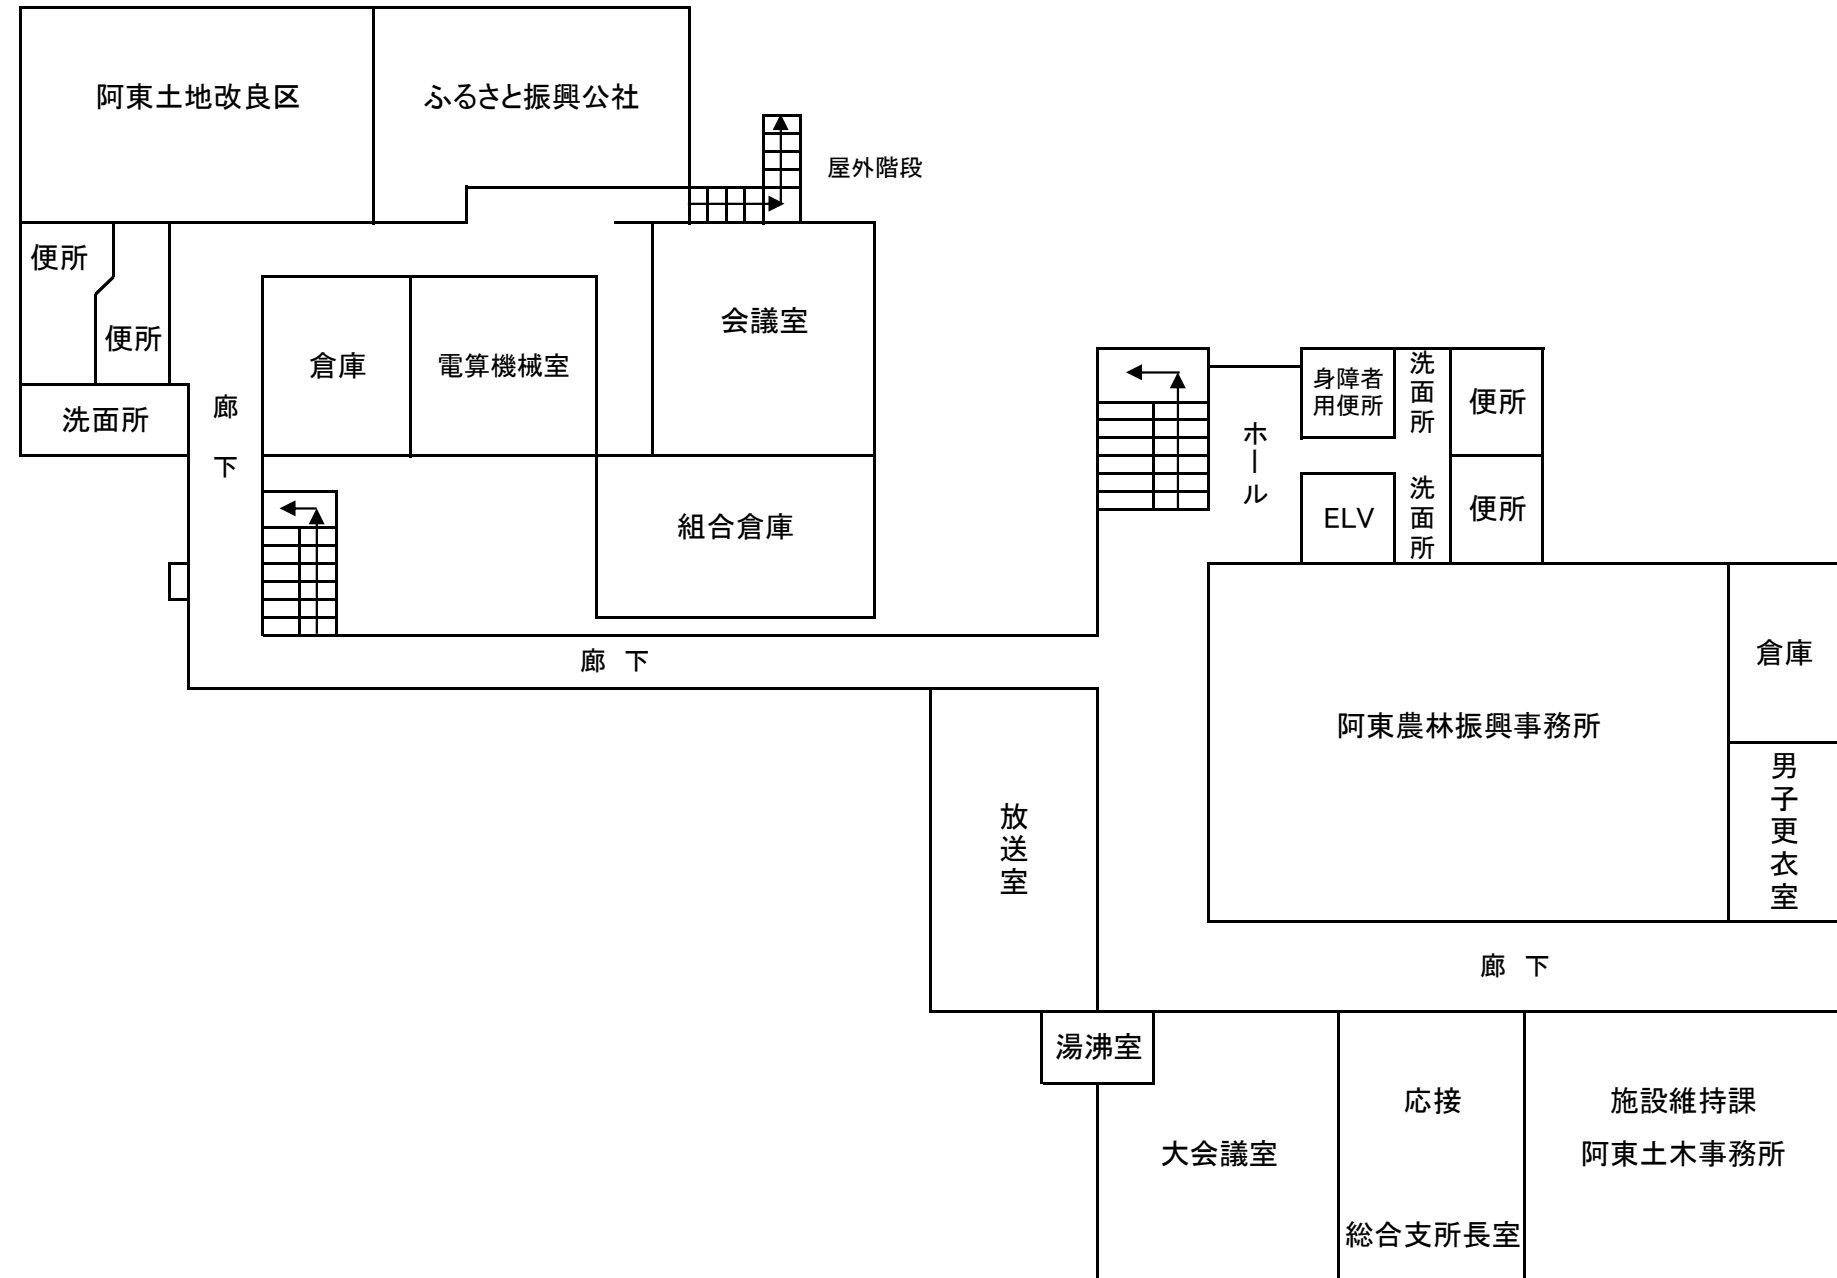 阿東土地改良区
ふるさと振興公社
屋外階段
便所
便所
洗面所
廊下
倉庫
電算機械室
会議室
組合倉庫
廊 下
ホール
身障者
用便所
洗面所
便所
ELV
洗面所
便所
阿東農林振興事務所
倉庫
男子更衣室
放送室
廊 下
湯沸室
大会議室
応接
総合支所長室
施設維持課
阿東土木事務所